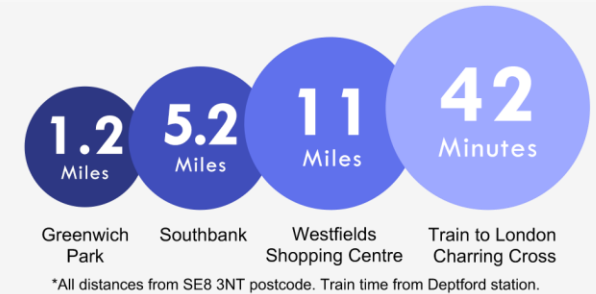 1.2
Miles
5.2
Miles
11
Miles
42
Minutes
Greenwich
Park
Southbank
Westfields
Shopping Centre
Train to London
Charring Cross
*All distances from SE8 3NT postcode. Train time from Deptford station.